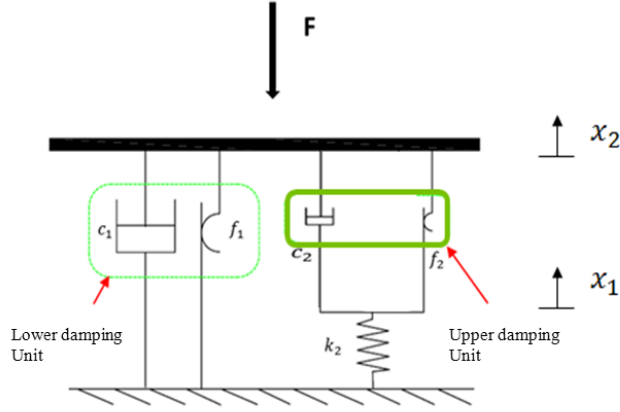 F
x₂
c₁
f₁
c₂
f₂
x₁
Lower damping
Unit
k₂
Upper damping
Unit